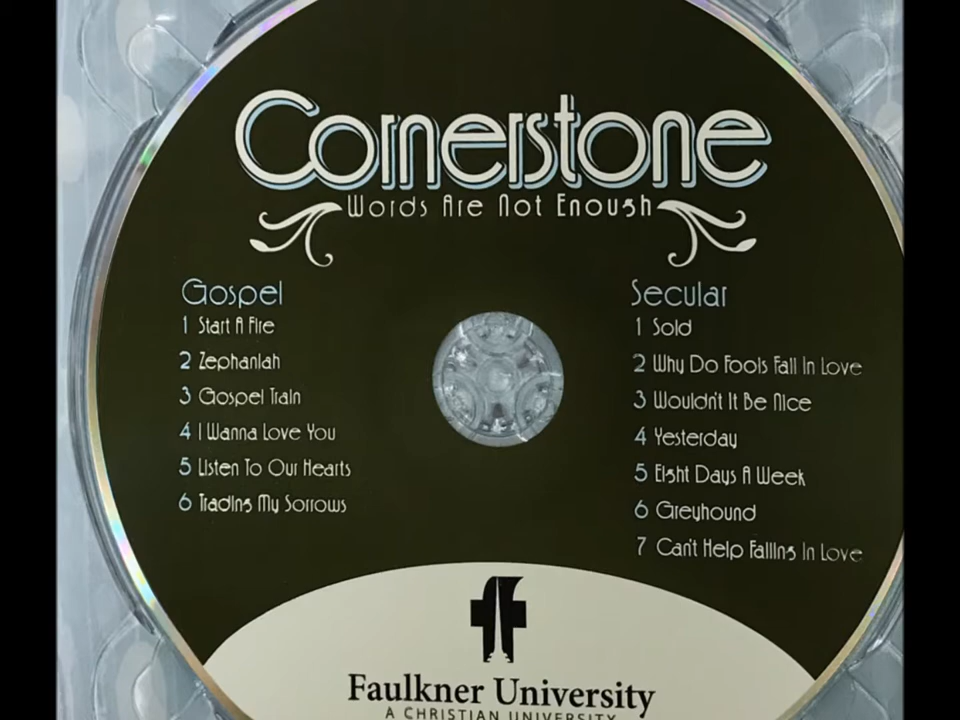 Cornerstone
Words Are Not Enough
Gospel
1 Start A Fire
2 Zephaniah
3 Gospel Train
4 I Wanna Love You
5 Listen To Our Hearts
6 Trading My Sorrows
Secular
1 Sold
2 Why Do Fools Fall In Love
3 Wouldn't It Be Nice
4 Yesterday
5 Eight Days A Week
6 Greyhound
7 Can't Help Falling In Love
Faulkner University
A CHRISTIAN UNIVERSITY